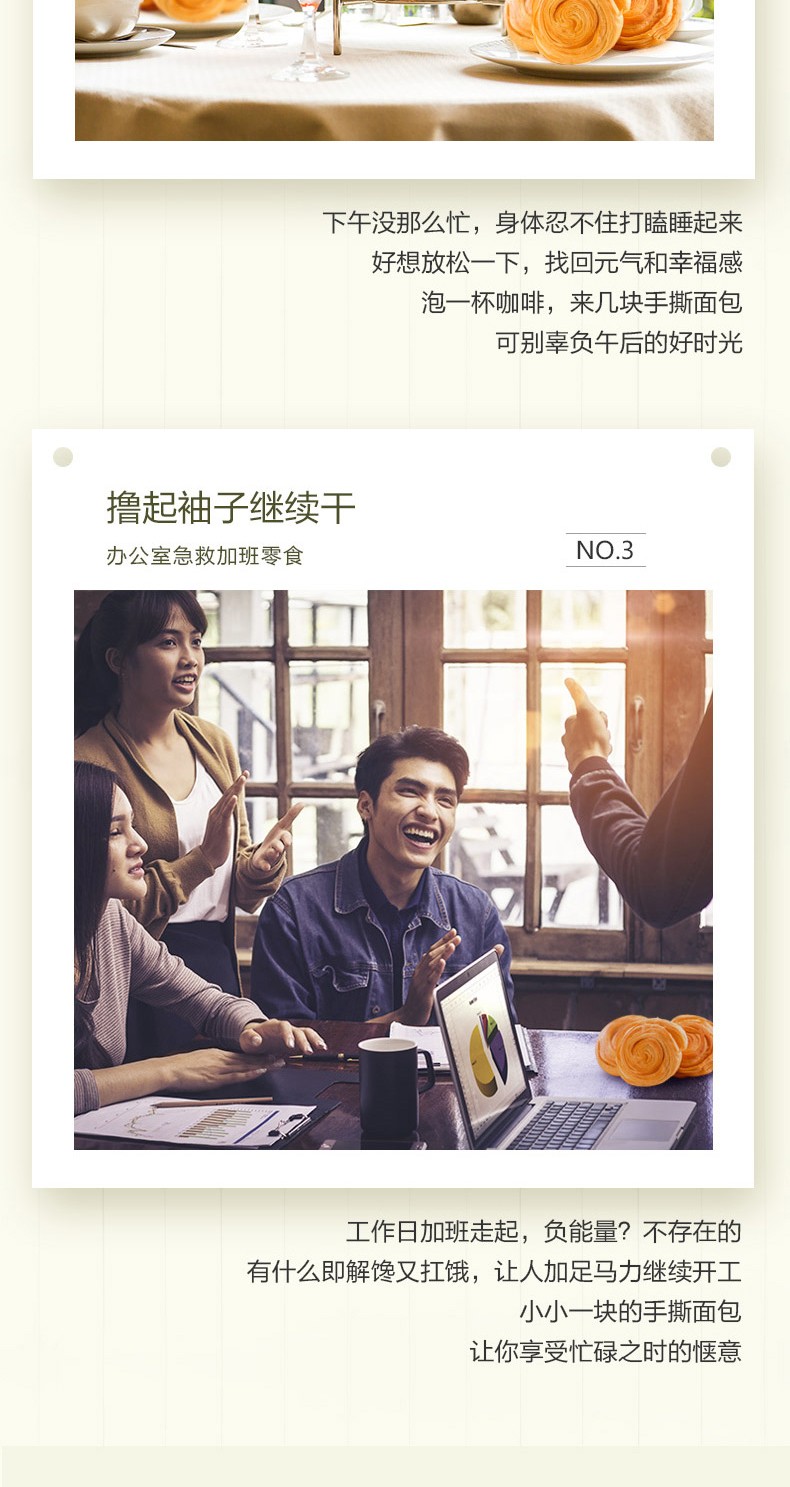 下午没那么忙，身体忍不住打瞌睡起来
好想放松一下，找回元气和幸福感
泡一杯咖啡，来几块手撕面包
可别辜负午后的好时光
撸起袖子继续干
办公室急救加班零食
NO.3
工作日加班走起，负能量？不存在的
有什么即解馋又扛饿，让人加足马力继续开工
小小一块的手撕面包
让你享受忙碌之时的惬意